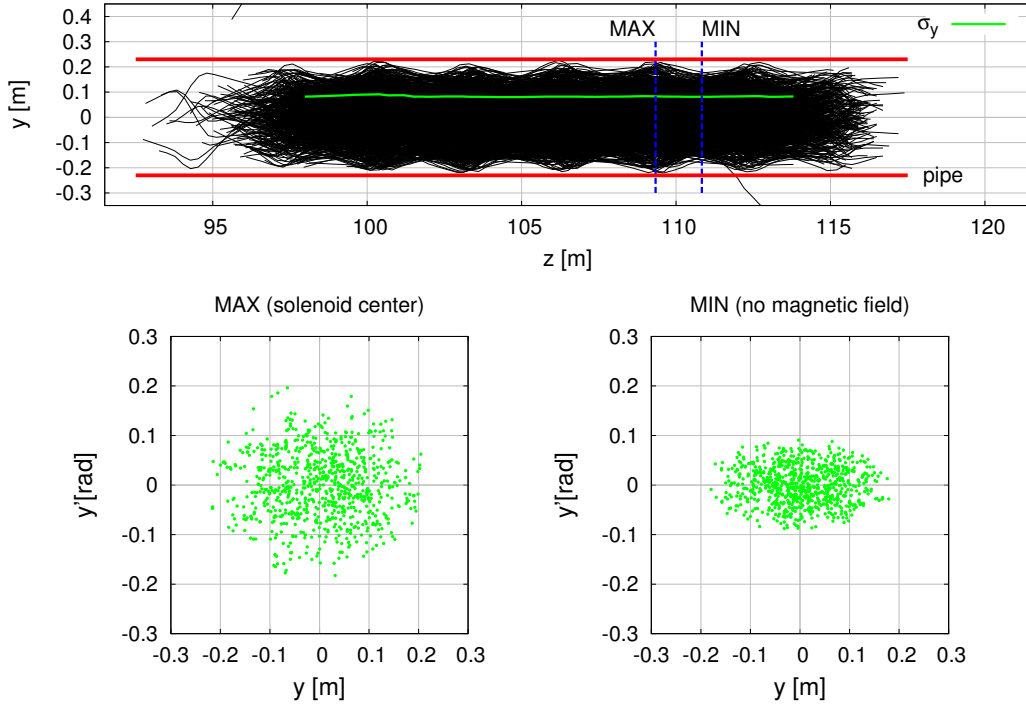 0.4
0.3
0.2
0.1
0
-0.1
-0.2
-0.3
y [m]
MAX
MIN
σy
pipe
95
100
105
110
115
120
z [m]
MAX (solenoid center)
0.3
0.2
0.1
0
-0.1
-0.2
-0.3
y'[rad]
-0.3 -0.2 -0.1 0 0.1 0.2 0.3
y [m]
MIN (no magnetic field)
0.3
0.2
0.1
0
-0.1
-0.2
-0.3
y'[rad]
-0.3 -0.2 -0.1 0 0.1 0.2 0.3
y [m]